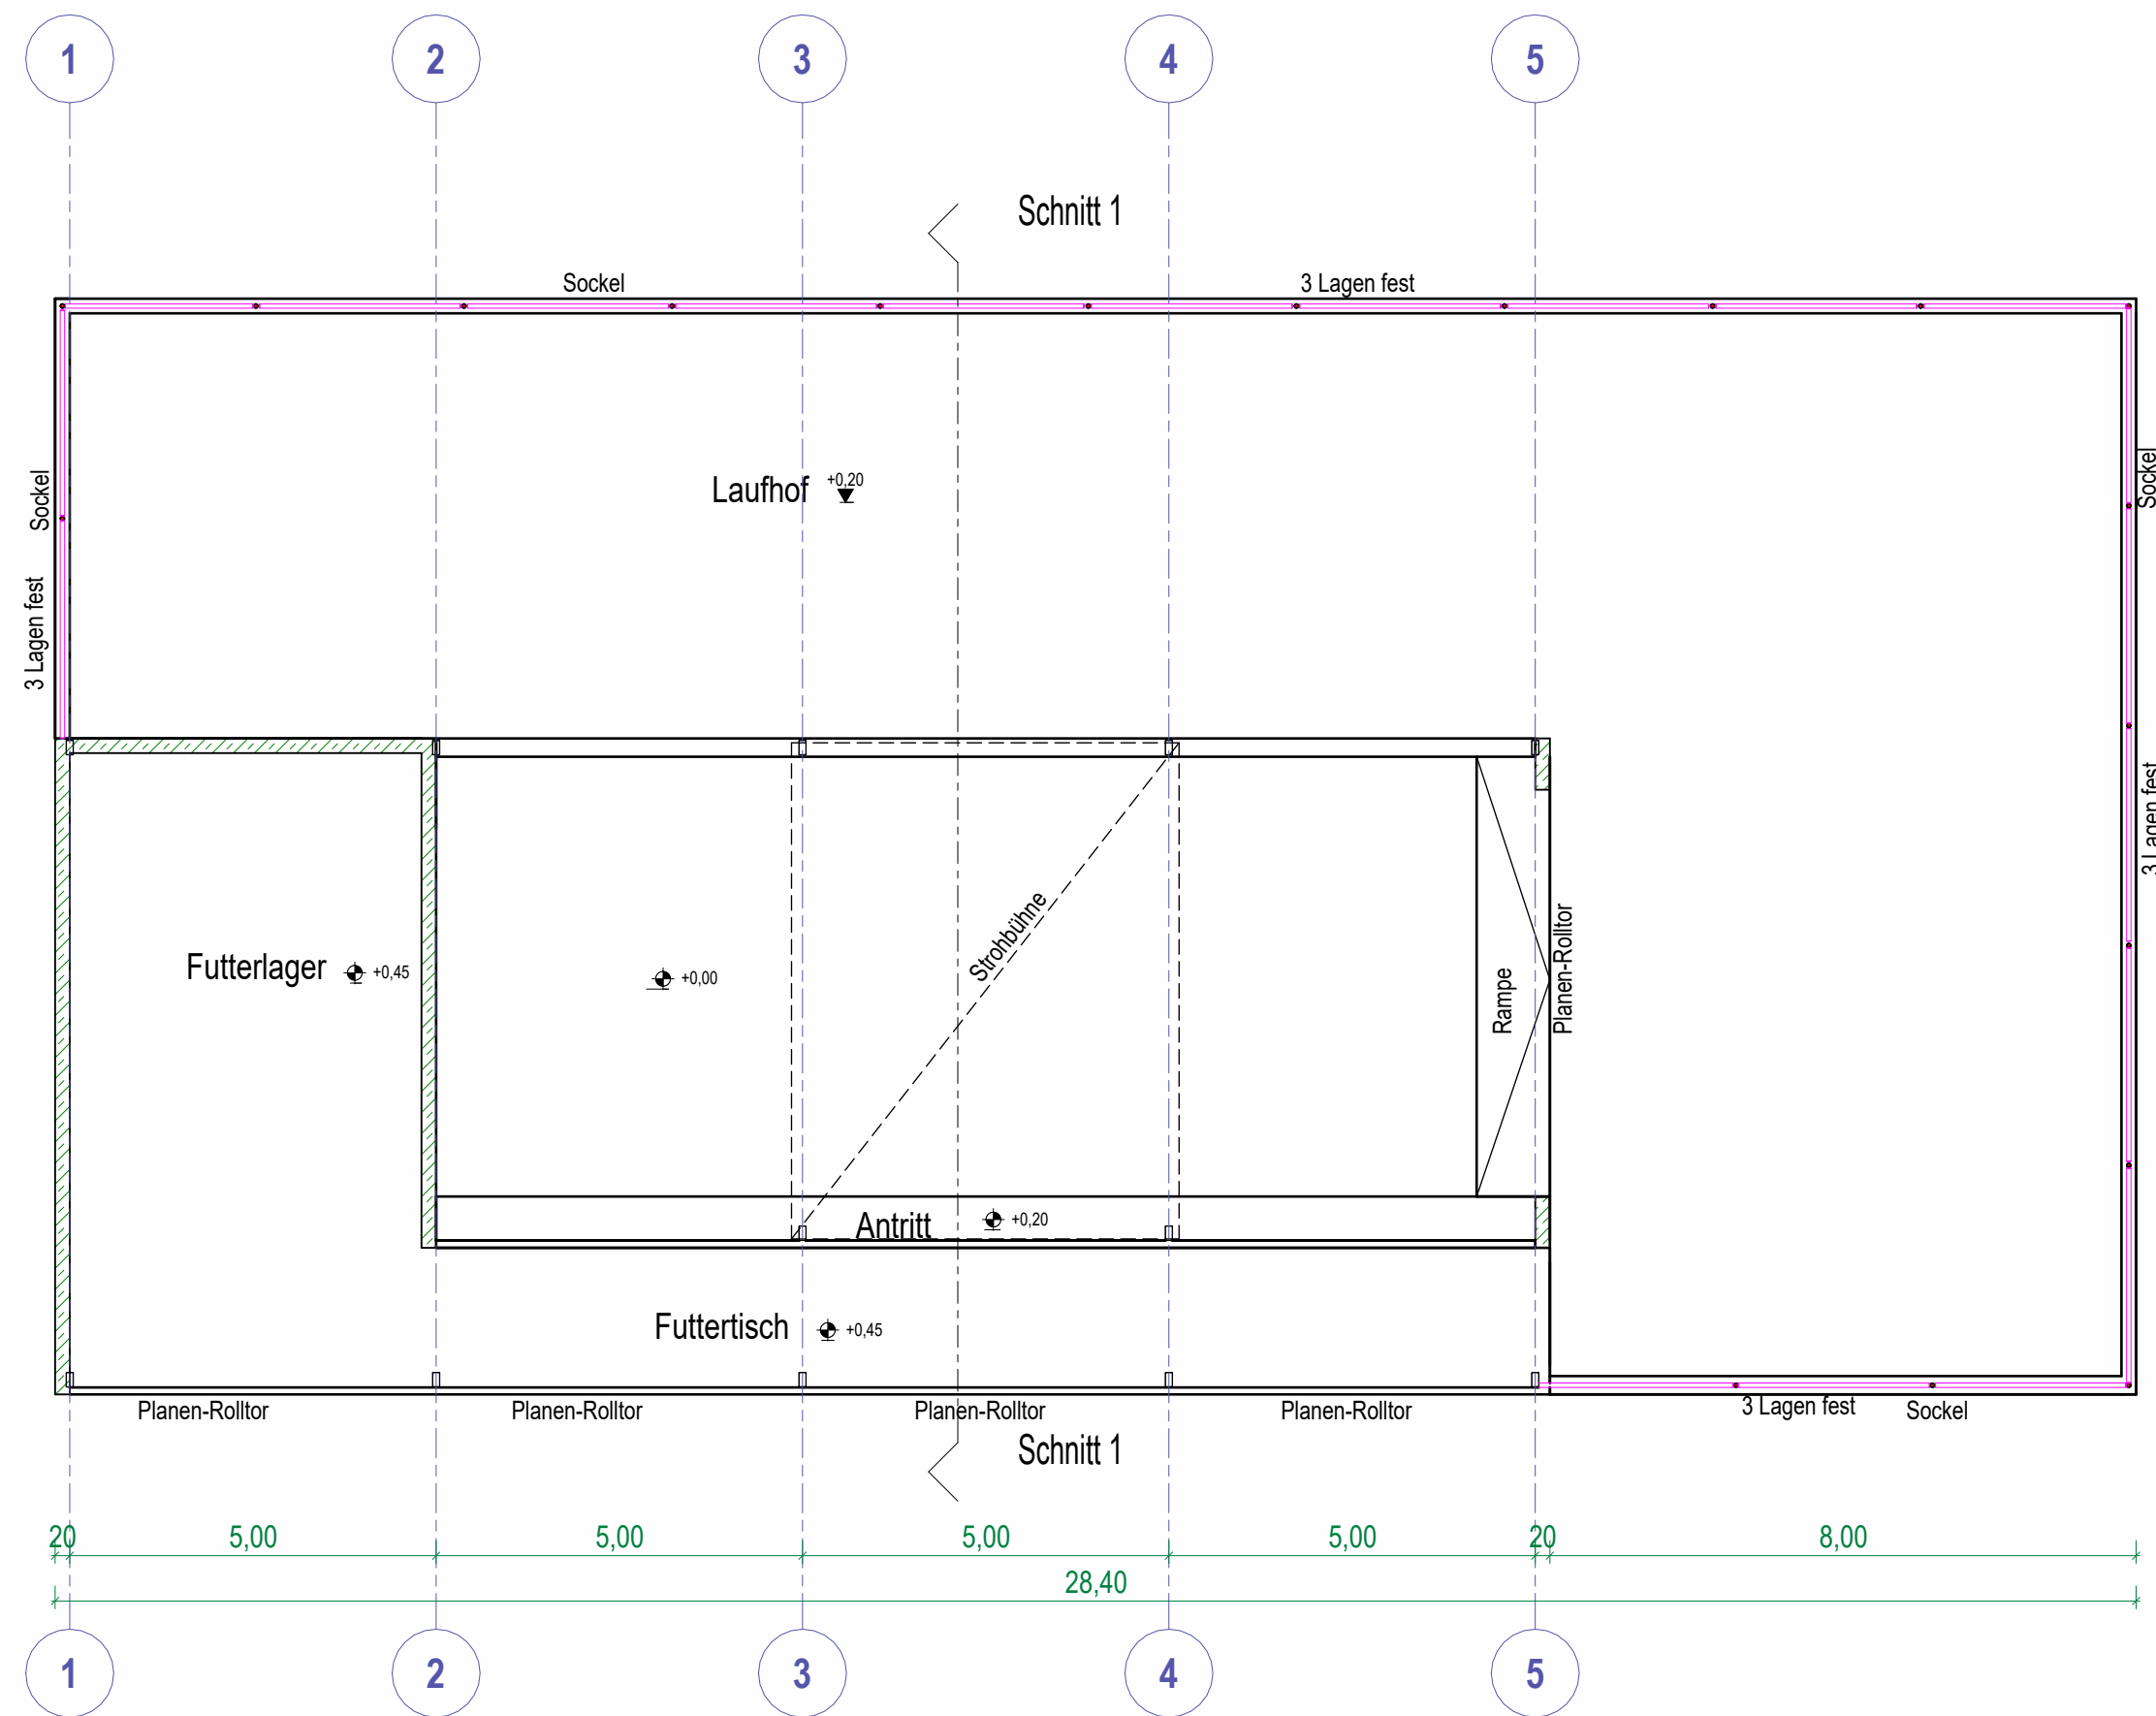 1 2 3 4 5
Schnitt 1
Sockel
3 Lagen fest
Sockel
3 Lagen fest
Laufhof +0,20
Sockel
3 Lagen fest
Futterlager +0,45
+0,00
Strohbühne
Rampe
Planen-Rolltor
Antritt +0,20
Futtertisch +0,45
Planen-Rolltor
Planen-Rolltor
Planen-Rolltor
Planen-Rolltor
3 Lagen fest
Sockel
Schnitt 1
20 5,00 5,00 5,00 5,00 20 8,00
28,40
1 2 3 4 5